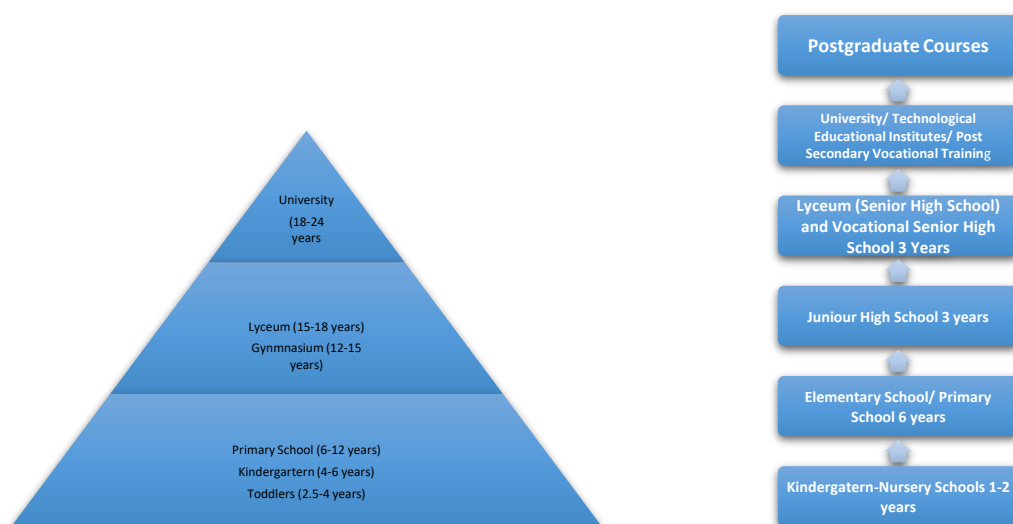 University
(18-24
years
Lyceum (15-18 years)
Gynmnasium (12-15
years)
Primary School (6-12 years)
Kindergartern (4-6 years)
Toddlers (2.5-4 years)
Postgraduate Courses
University/ Technological
Educational Institutes/ Post
Secondary Vocational Training
Lyceum (Senior High School)
and Vocational Senior High
School 3 Years
Juniour High School 3 years
Elementary School/ Primary
School 6 years
Kindergatern-Nursery Schools 1-2
years